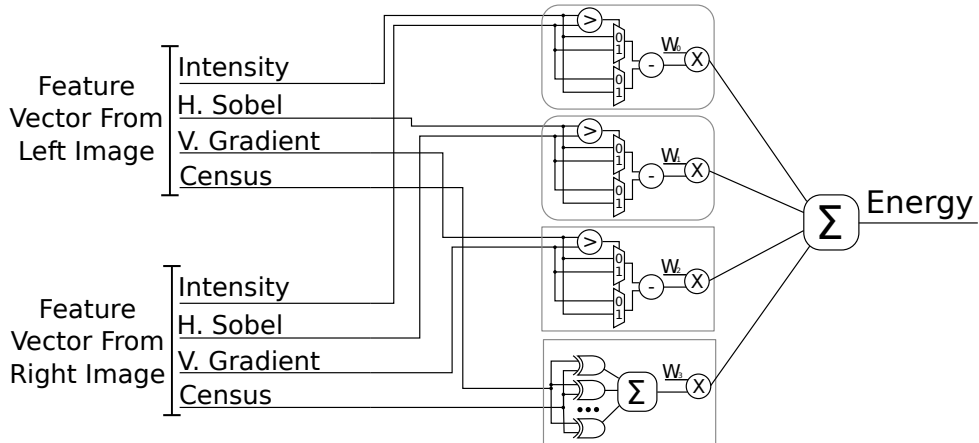 Feature
Vector From
Left Image
Intensity
H. Sobel
V. Gradient
Census
Feature
Vector From
Right Image
Intensity
H. Sobel
V. Gradient
Census
>
0
1
0
1
-
W₀
X
>
0
1
0
1
-
W₁
X
>
0
1
0
1
-
W₂
X
•••
Σ
W₃
X
Σ
Energy